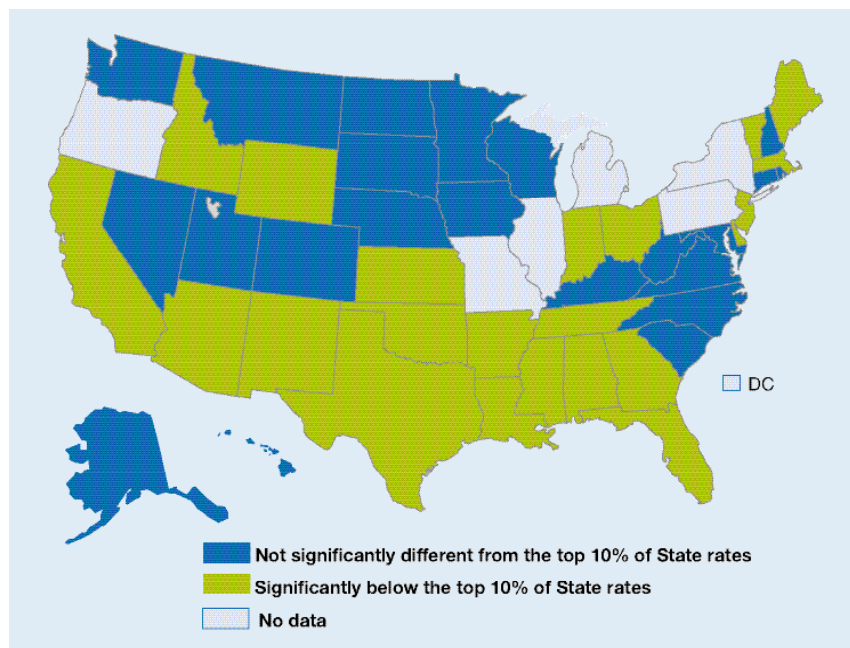 DC
Not significantly different from the top 10% of State rates
Significantly below the top 10% of State rates
No data